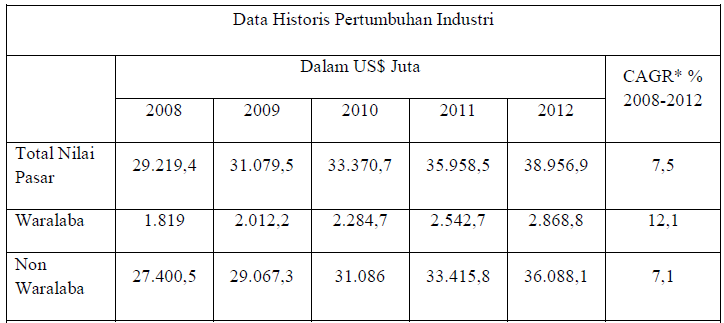 Data Historis Pertumbuhan Industri
Dalam US$ Juta
CAGR* %
2008-2012
2008 2009 2010 2011 2012
Total Nilai
Pasar
29.219,4 31.079,5 33.370,7 35.958,5 38.956,9 7,5
Waralaba 1.819 2.012,2 2.284,7 2.542,7 2.868,8 12,1
Non
Waralaba
27.400,5 29.067,3 31.086 33.415,8 36.088,1 7,1